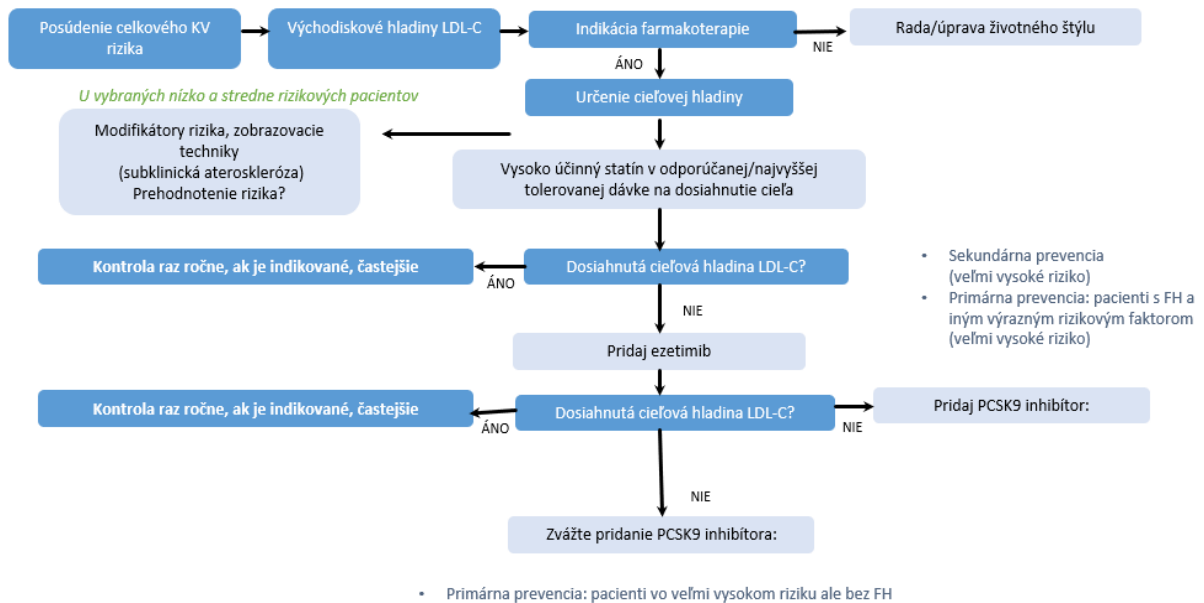 Posúdenie celkového KV
rizika
Východiskové hladiny LDL-C
Indikácia farmakoterapie
NIE
Rada/úprava životného štýlu
ÁNO
U vybraných nízko a stredne rizikových pacientov
Určenie cieľovej hladiny
Modifikátory rizika, zobrazovacie
techniky
(subklinická ateroskleróza)
Prehodnotenie rizika?
Vysoko účinný statín v odporúčanej/najvyššej
tolerovanej dávke na dosiahnutie cieľa
Kontrola raz ročne, ak je indikované, častejšie
ÁNO
Dosiahnutá cieľová hladina LDL-C?
• Sekundárna prevencia
(veľmi vysoké riziko)
• Primárna prevencia: pacienti s FH a
iným výrazným rizikovým faktorom
(veľmi vysoké riziko)
NIE
Pridaj ezetimib
Kontrola raz ročne, ak je indikované, častejšie
ÁNO
Dosiahnutá cieľová hladina LDL-C?
NIE
Pridaj PCSK9 inhibítor:
NIE
Zvážte pridanie PCSK9 inhibítora:
• Primárna prevencia: pacienti vo veľmi vysokom riziku ale bez FH